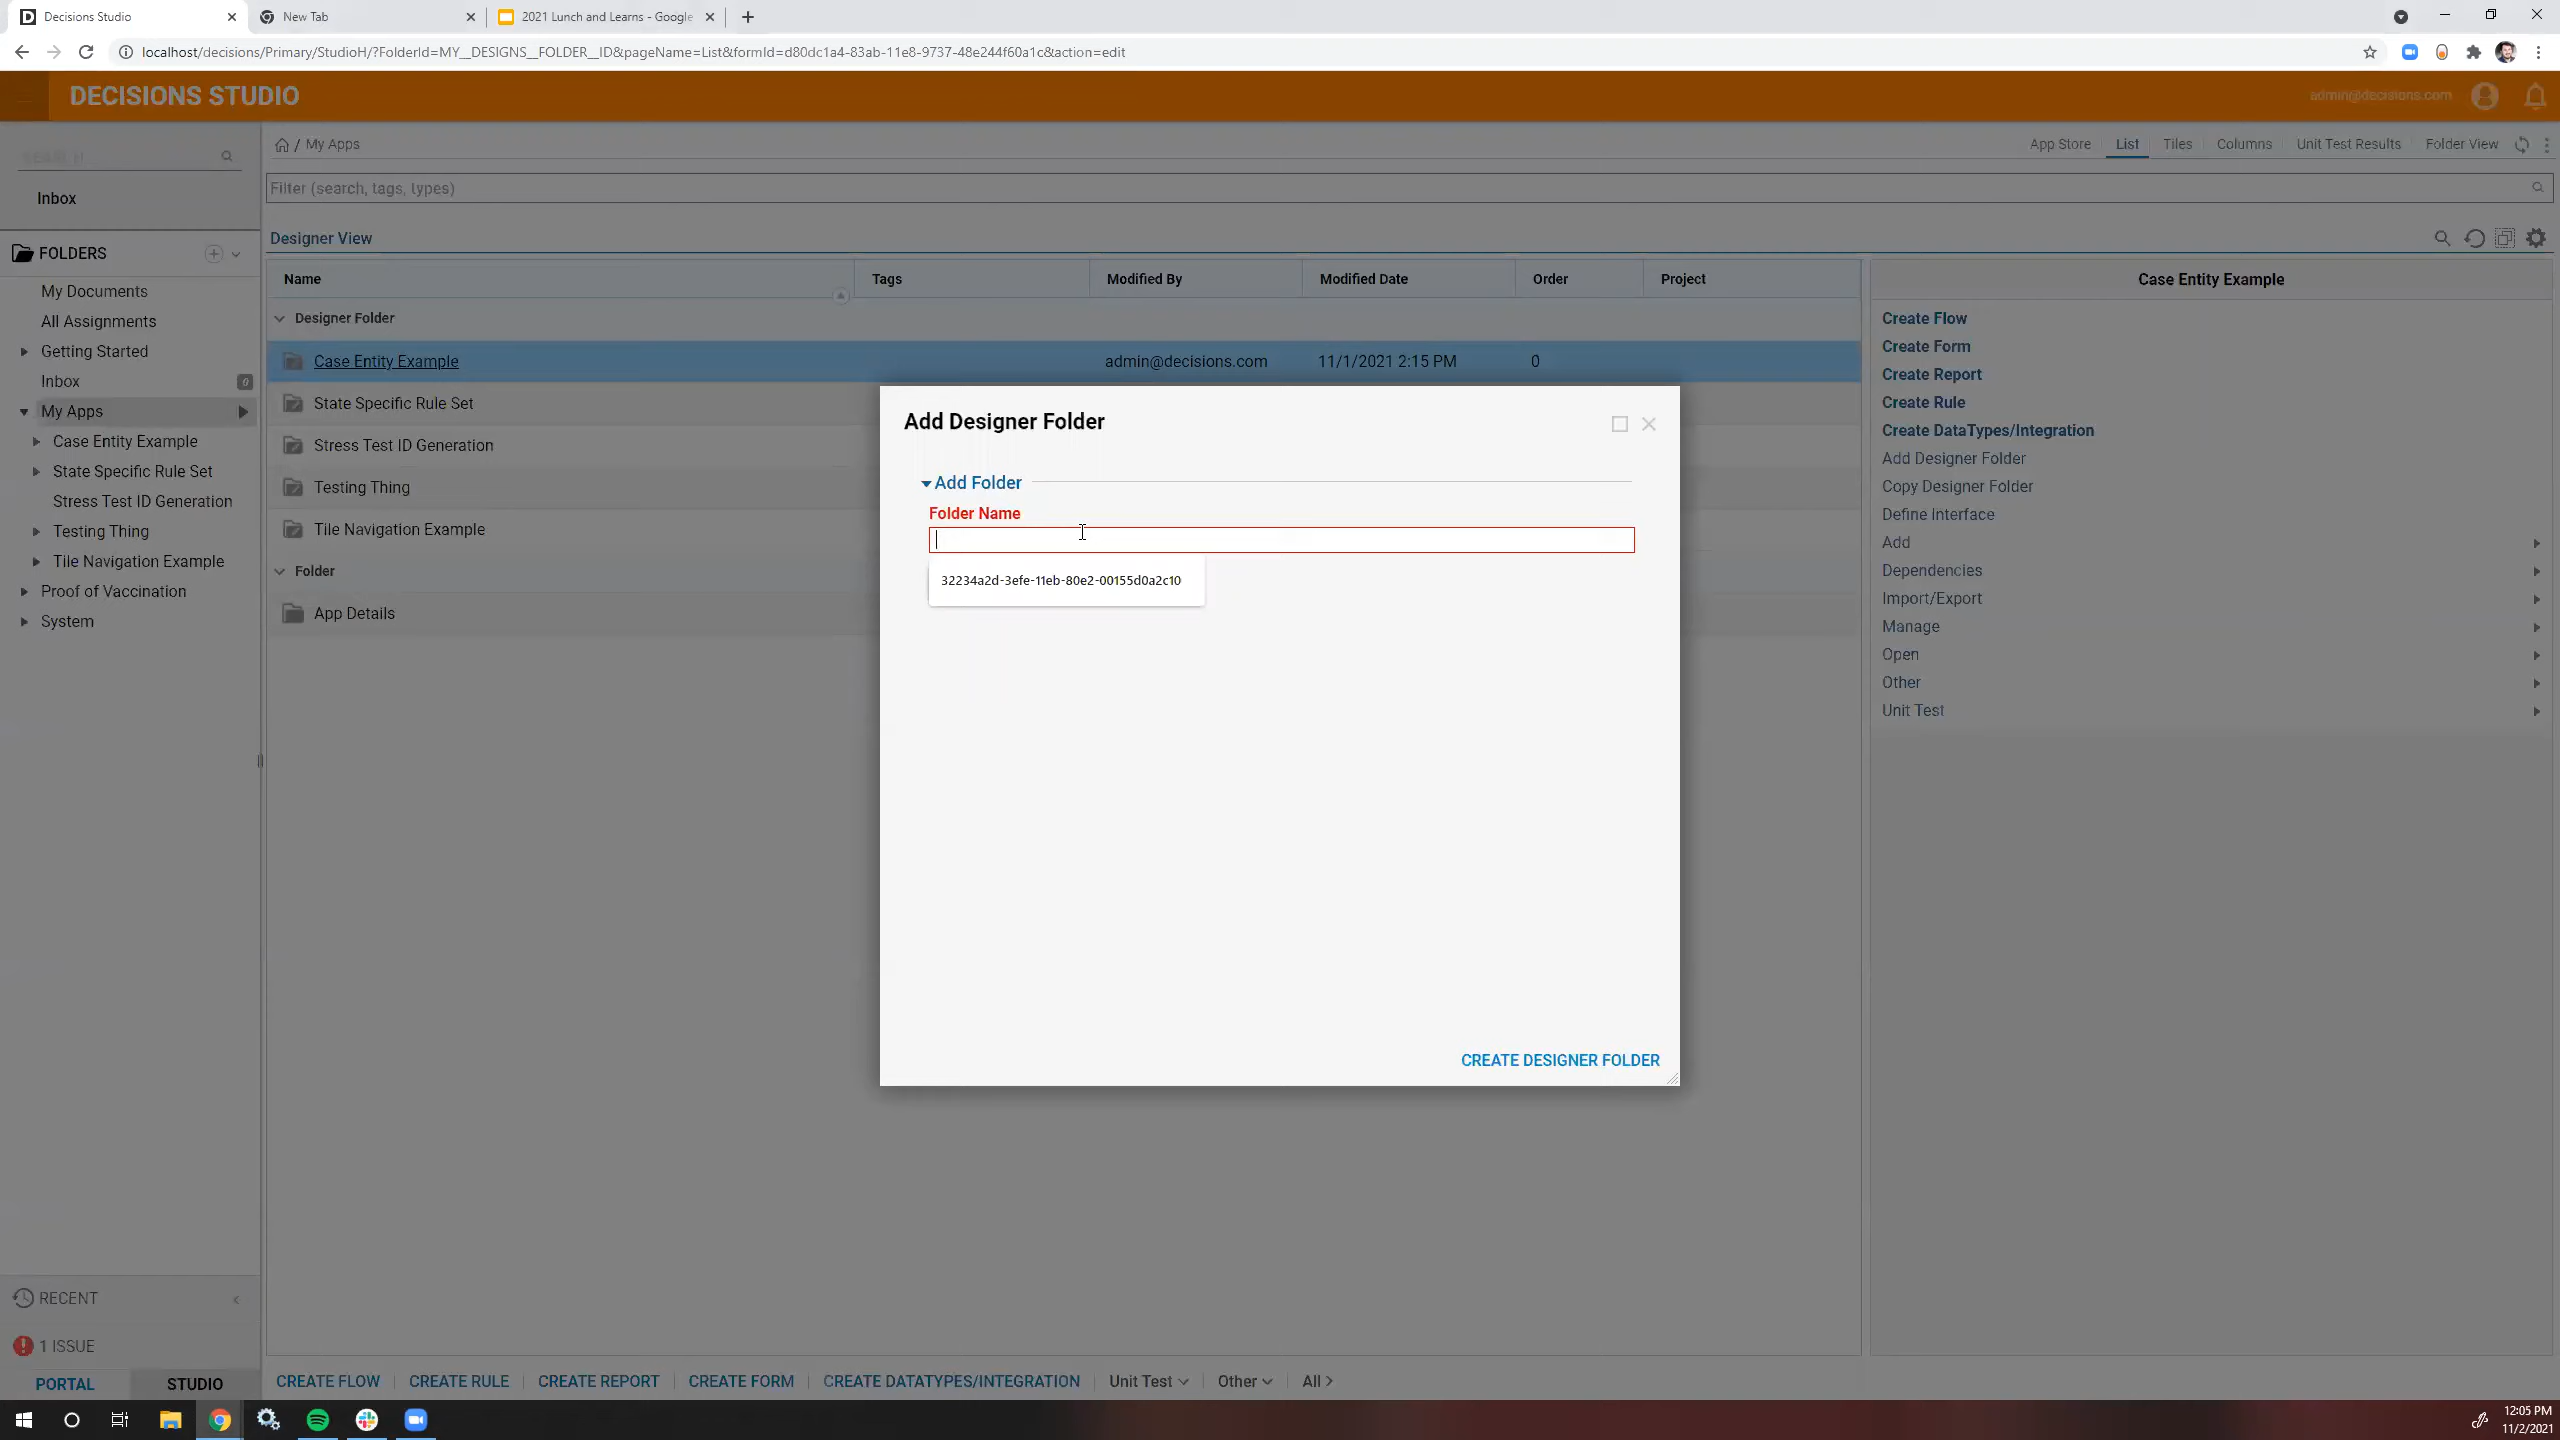 Decisions Studio
New Tab
2021 Lunch and Learns - Google
localhost/decisions/Primary/StudioH/?FolderId=MY__DESIGNS__FOLDER__ID&pageName=List&formId=d80dc1a4-83ab-11e8-9737-48e244f60a1c&action=edit
DECISIONS STUDIO
admin@decisions.com
SEARCH
Inbox
FOLDERS
My Documents
All Assignments
Getting Started
Inbox 0
My Apps
Case Entity Example
State Specific Rule Set
Stress Test ID Generation
Testing Thing
Tile Navigation Example
Proof of Vaccination
System
RECENT
1 ISSUE
PORTAL STUDIO
/ My Apps
App Store List Tiles Columns Unit Test Results Folder View
Filter (search, tags, types)
Designer View
Name Tags Modified By Modified Date Order Project
Designer Folder
Case Entity Example admin@decisions.com 11/1/2021 2:15 PM 0
State Specific Rule Set
Stress Test ID Generation
Testing Thing
Tile Navigation Example
Folder
App Details
Add Designer Folder
Add Folder
Folder Name
32234a2d-3efe-11eb-80e2-00155d0a2c10
CREATE DESIGNER FOLDER
Case Entity Example
Create Flow
Create Form
Create Report
Create Rule
Create DataTypes/Integration
Add Designer Folder
Copy Designer Folder
Define Interface
Add
Dependencies
Import/Export
Manage
Open
Other
Unit Test
CREATE FLOW CREATE RULE CREATE REPORT CREATE FORM CREATE DATATYPES/INTEGRATION Unit Test Other All
12:05 PM
11/2/2021